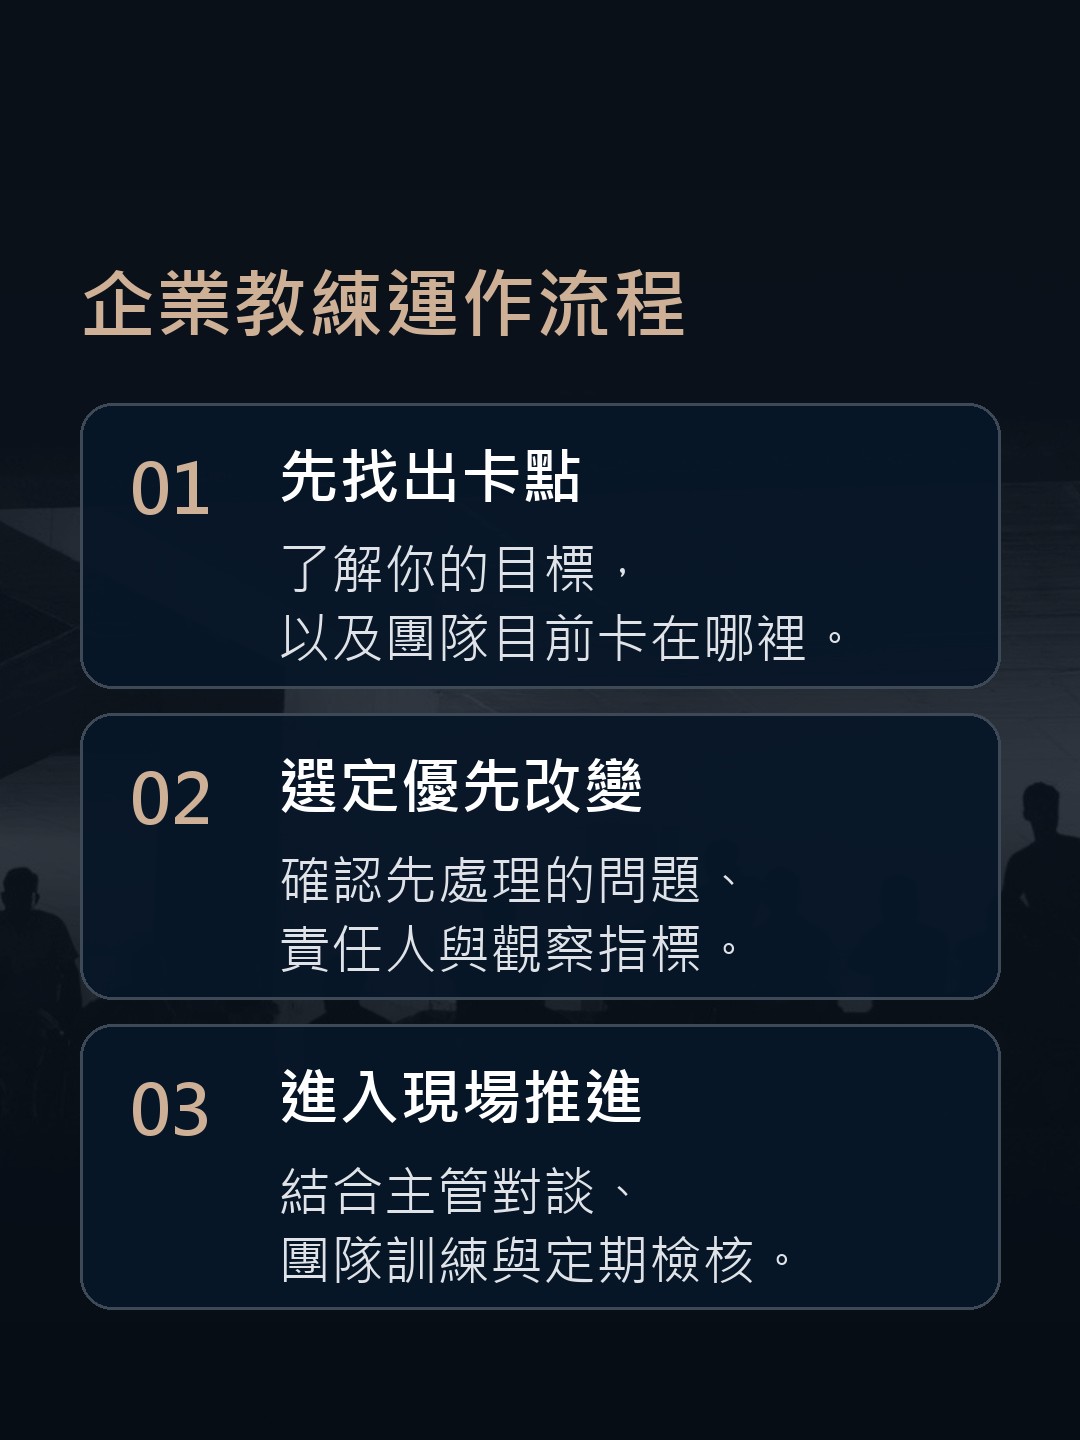 企業教練運作流程
01
先找出卡點
了解你的目標，
以及團隊目前卡在哪裡。
02
選定優先改變
確認先處理的問題、
責任人與觀察指標。
03
進入現場推進
結合主管對談、
團隊訓練與定期檢核。